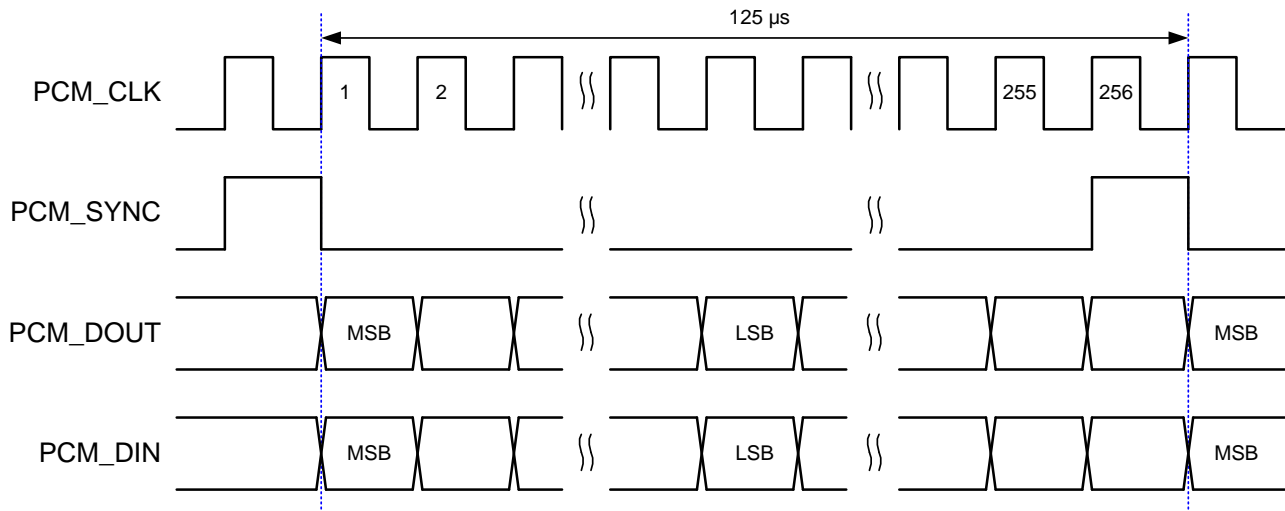 125 µs
PCM_CLK 1 2 255 256
PCM_SYNC
PCM_DOUT MSB LSB MSB
PCM_DIN MSB LSB MSB